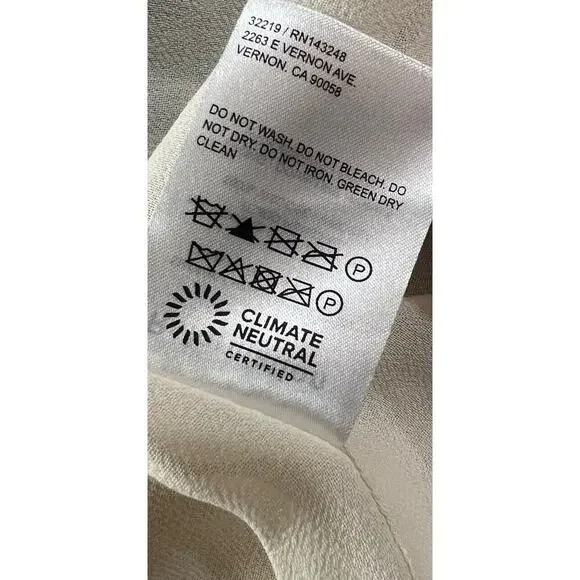 32219 / RN143248
2263 E VERNON AVE.
VERNON, CA 90058
DO NOT WASH. DO NOT BLEACH. DO
NOT DRY. DO NOT IRON. GREEN DRY
CLEAN
P
P
CLIMATE
NEUTRAL
CERTIFIED